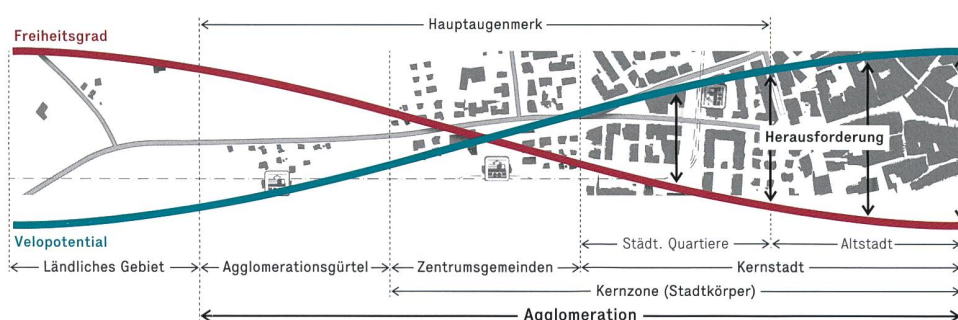 Hauptaugenmerk
Freiheitsgrad
Herausforderung
Velopotential
Städt. Quartiere
Altstadt
Ländliches Gebiet
Agglomerationsgürtel
Zentrumsgemeinden
Kernstadt
Kernzone (Stadtkörper)
Agglomeration